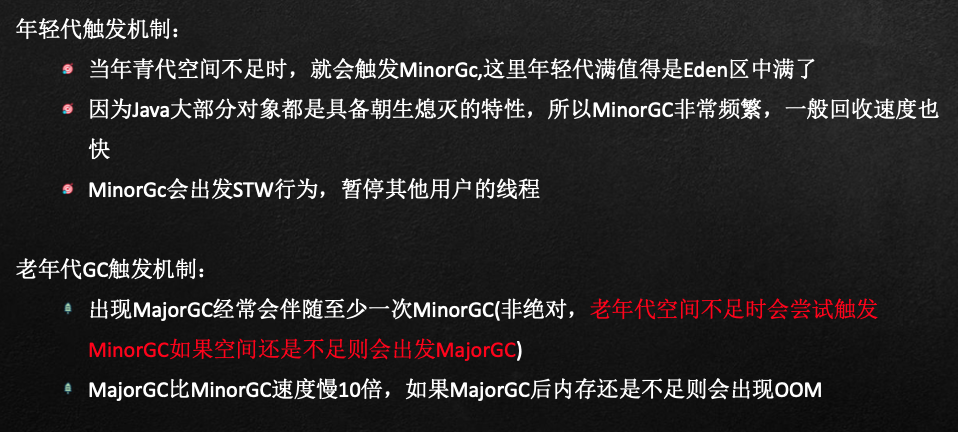 年轻代触发机制：
当年青代空间不足时，就会触发MinorGc,这里年轻代满值得是Eden区中满了
因为Java大部分对象都是具备朝生熄灭的特性，所以MinorGC非常频繁，一般回收速度也
快
MinorGc会出发STW行为，暂停其他用户的线程
老年代GC触发机制：
出现MajorGC经常会伴随至少一次MinorGC(非绝对，老年代空间不足时会尝试触发
MinorGC如果空间还是不足则会出发MajorGC)
MajorGC比MinorGC速度慢10倍，如果MajorGC后内存还是不足则会出现OOM